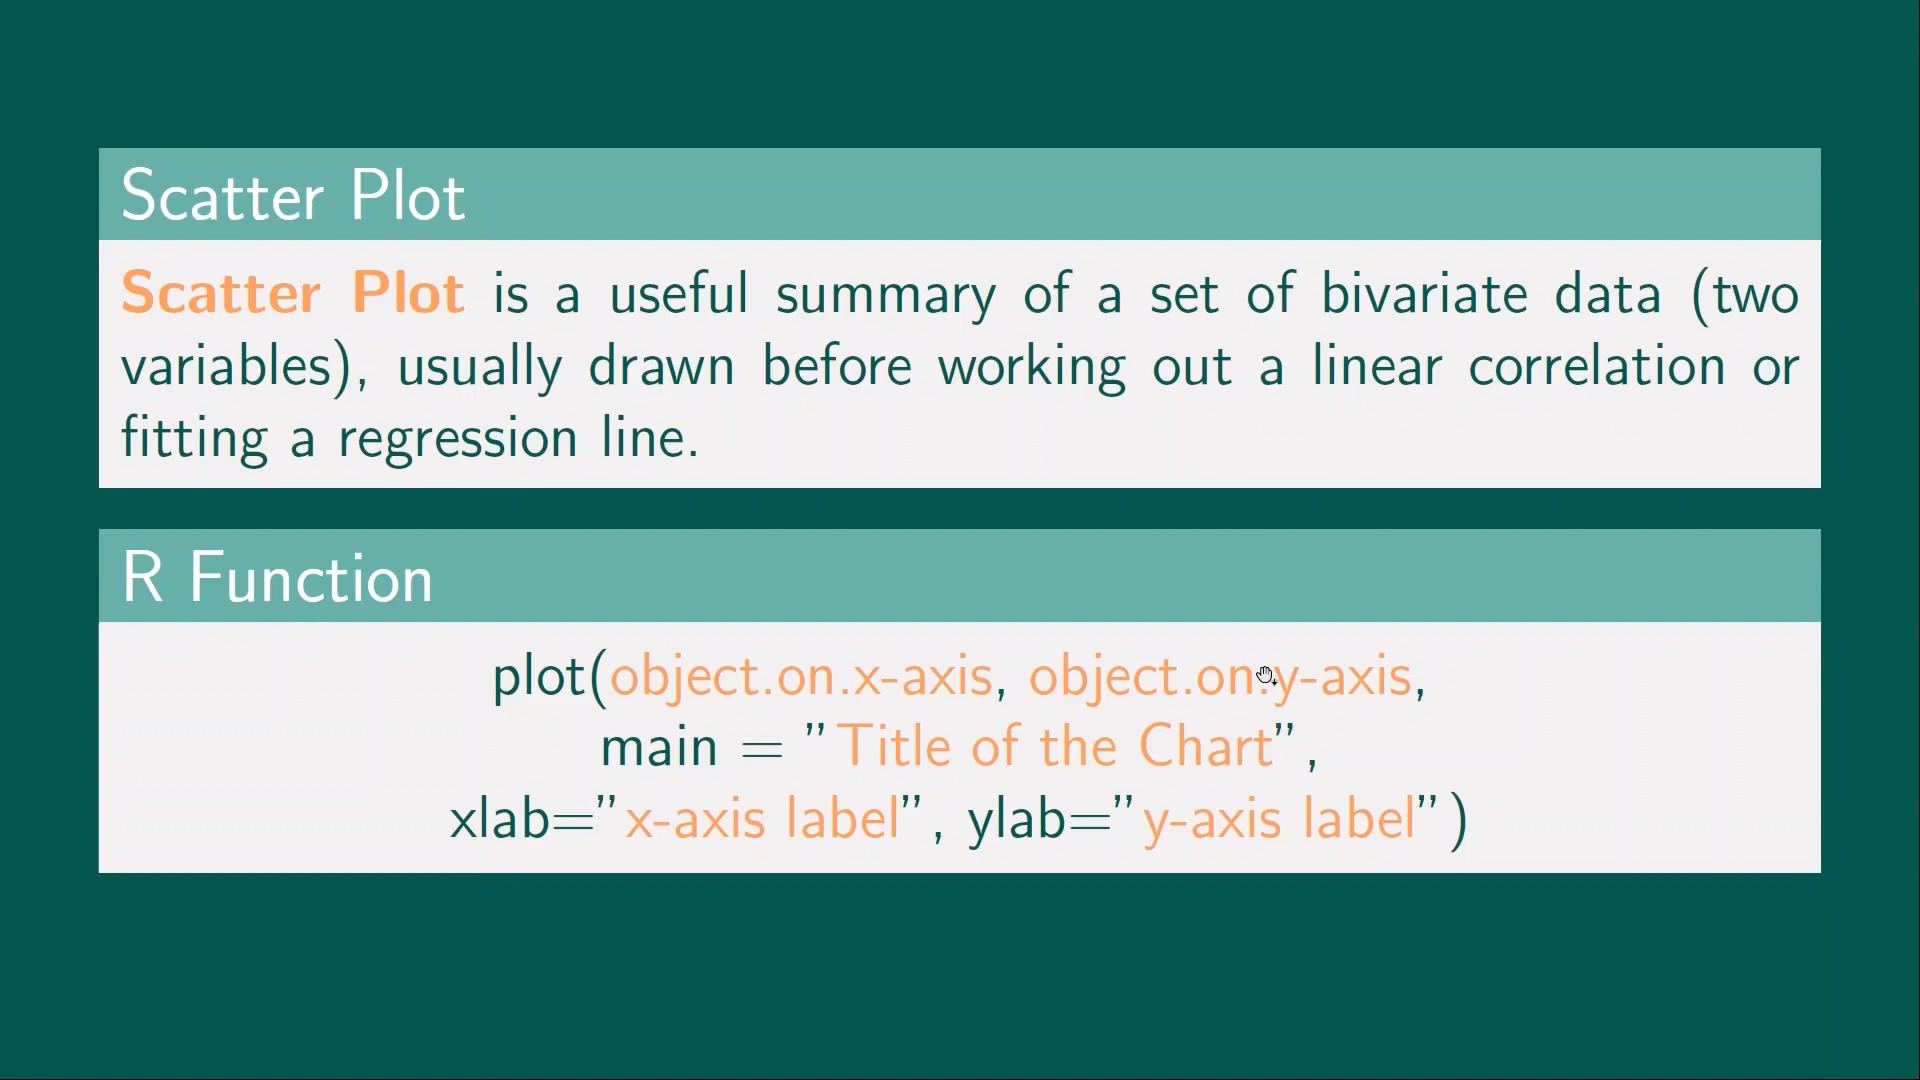 Scatter Plot
Scatter Plot is a useful summary of a set of bivariate data (two
variables), usually drawn before working out a linear correlation or
fitting a regression line.
R Function
plot(object.on.x-axis, object.on.y-axis,
main = ”Title of the Chart”,
xlab=”x-axis label”, ylab=”y-axis label”)